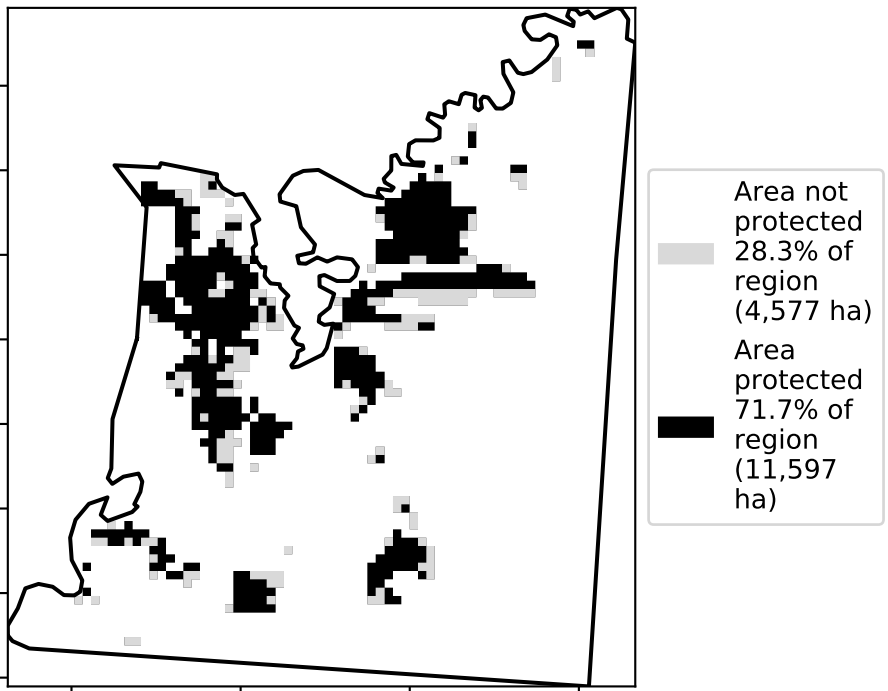 Area not
protected
28.3% of
region
(4,577 ha)
Area
protected
71.7% of
region
(11,597
ha)